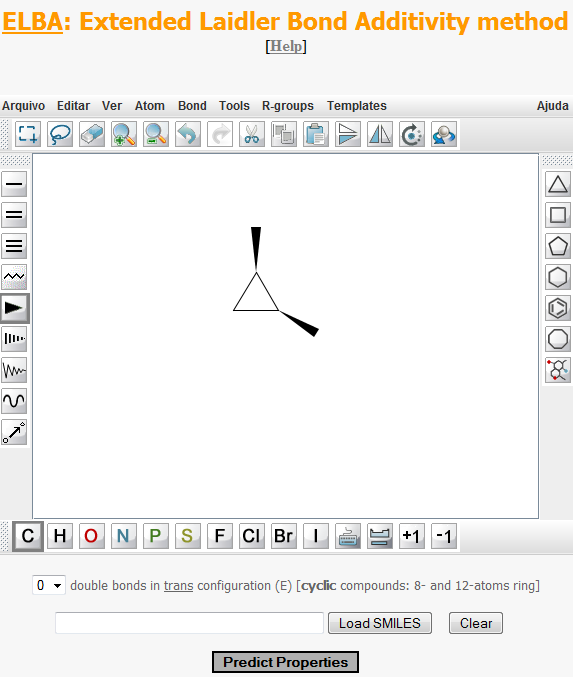 ELBA: Extended Laidler Bond Additivity method
[Help]
Arquivo Editar Ver Atom Bond Tools R-groups Templates Ajuda
C H O N P S F Cl Br I +1 -1
0 double bonds in trans configuration (E) [cyclic compounds: 8- and 12-atoms ring]
Load SMILES Clear
Predict Properties